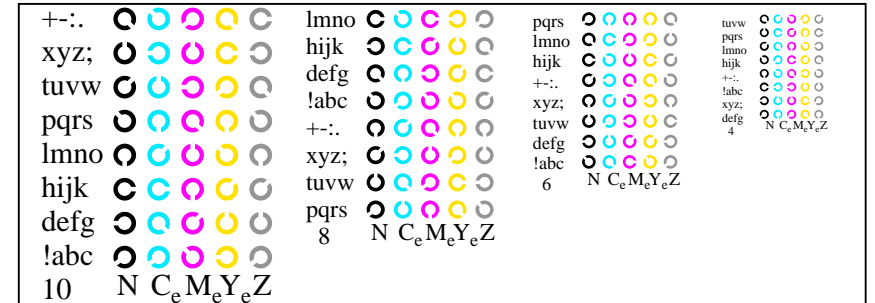 +-:.
xyz;
tuvw
pqrs
lmno
hijk
defg
!abc
10 N CeMeYeZ
lmno
hijk
defg
!abc
+-:.
xyz;
tuvw
pqrs
8 N CeMeYeZ
pqrs
lmno
hijk
+-:.
xyz;
tuvw
defg
!abc
6 N CeMeYeZ
tuvw
pqrs
lmno
hijk
+-:.
!abc
xyz;
defg
4 N CeMeYeZ